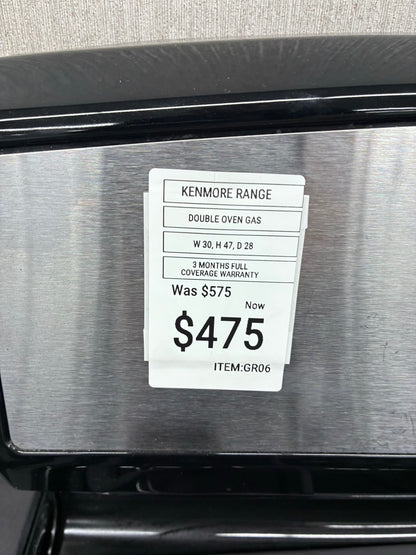 KENMORE RANGE
DOUBLE OVEN GAS
W 30, H 47, D 28
3 MONTHS FULL
COVERAGE WARRANTY
Was $575
Now
$475
ITEM:GR06